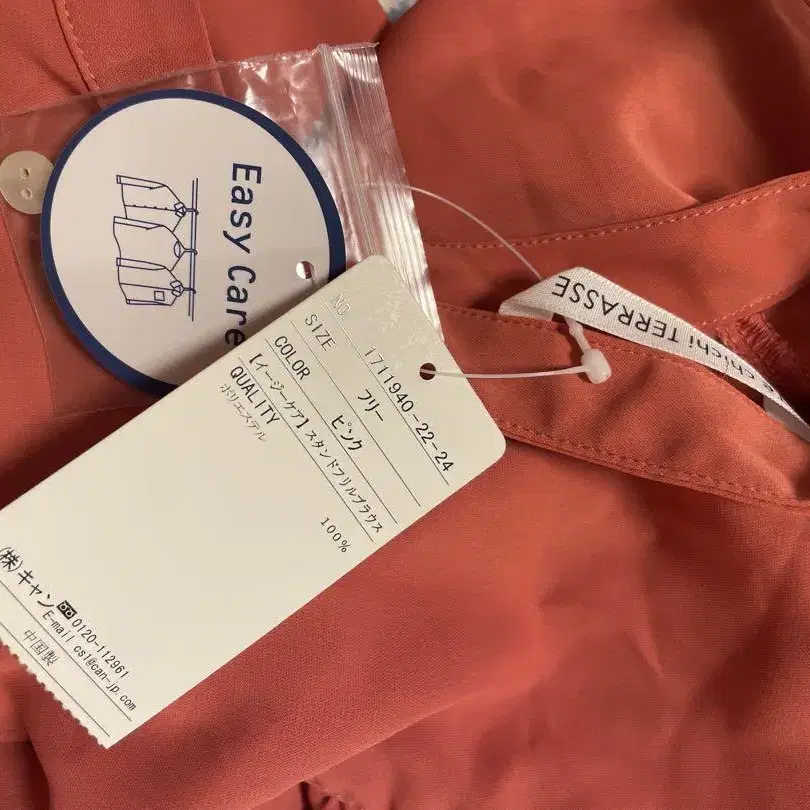 Easy Care
NO. 1711940-22-24
SIZE フリー
COLOR ピンク
【イージーケア】スタンドフリルブラウス
QUALITY
ポリエステル 100%
(株)キャン 0120-112961
E-mail cs1@can-jp.com
中国製
chichi TERRASSE